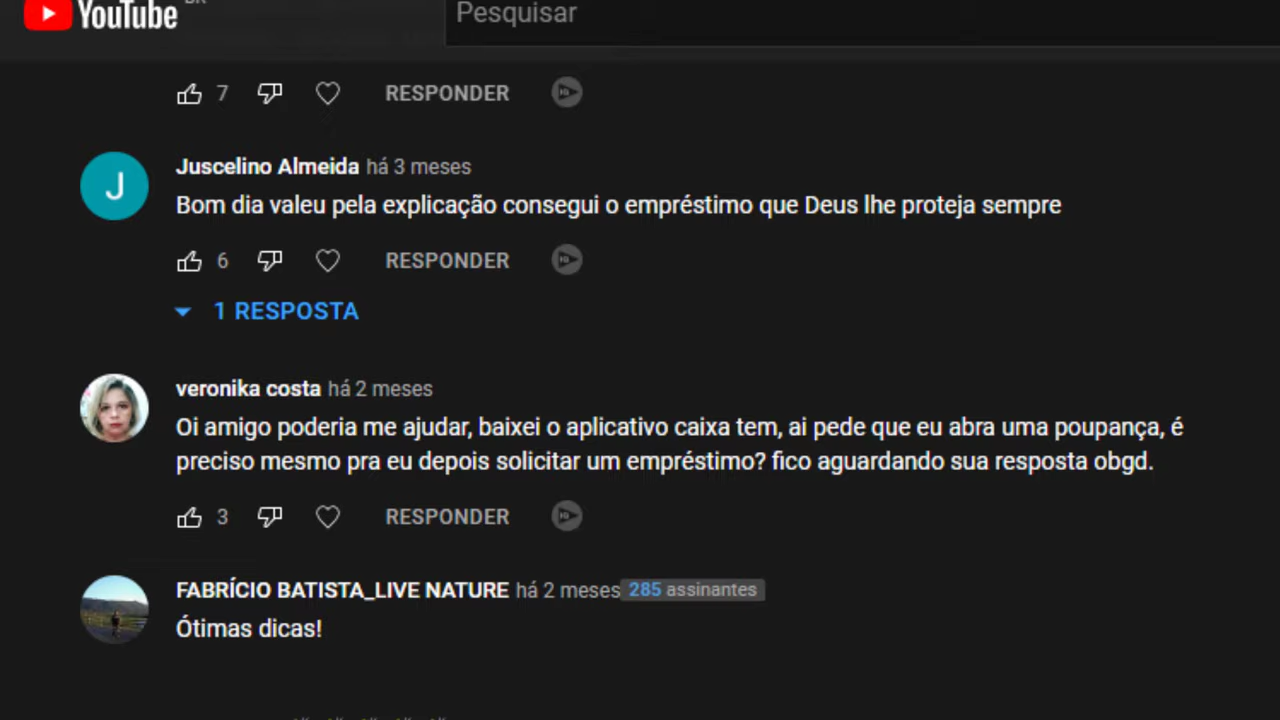 YouTube
Pesquisar
7 RESPONDER
Juscelino Almeida há 3 meses
Bom dia valeu pela explicação consegui o empréstimo que Deus lhe proteja sempre
6 RESPONDER
1 RESPOSTA
veronika costa há 2 meses
Oi amigo poderia me ajudar, baixei o aplicativo caixa tem, ai pede que eu abra uma poupança, é
preciso mesmo pra eu depois solicitar um empréstimo? fico aguardando sua resposta obgd.
3 RESPONDER
FABRÍCIO BATISTA_LIVE NATURE há 2 meses 285 assinantes
Ótimas dicas!